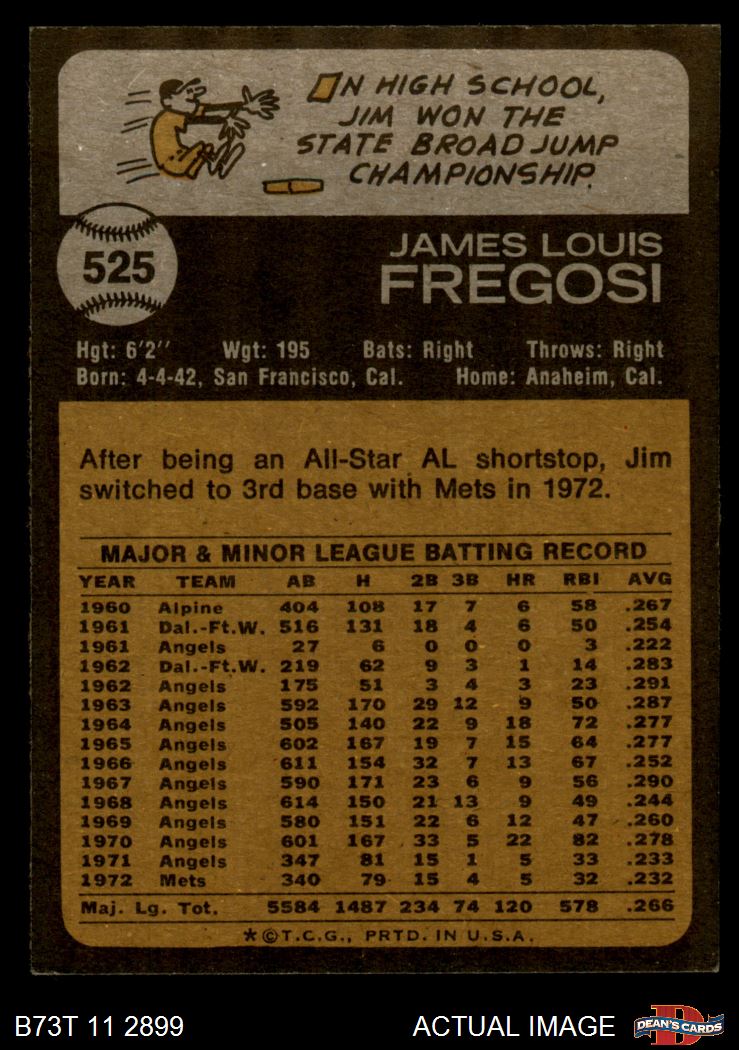 IN HIGH SCHOOL,
JIM WON THE
STATE BROAD JUMP
CHAMPIONSHIP.
525
JAMES LOUIS
FREGOSI
Hgt: 6'2" Wgt: 195 Bats: Right Throws: Right
Born: 4-4-42, San Francisco, Cal. Home: Anaheim, Cal.
After being an All-Star AL shortstop, Jim
switched to 3rd base with Mets in 1972.
MAJOR & MINOR LEAGUE BATTING RECORD
YEAR TEAM AB H 2B 3B HR RBI AVG
1960 Alpine 404 108 17 7 6 58 .267
1961 Dal.-Ft.W. 516 131 18 4 6 50 .254
1961 Angels 27 6 0 0 0 3 .222
1962 Dal.-Ft.W. 219 62 9 3 1 14 .283
1962 Angels 175 51 3 4 3 23 .291
1963 Angels 592 170 29 12 9 50 .287
1964 Angels 505 140 22 9 18 72 .277
1965 Angels 602 167 19 7 15 64 .277
1966 Angels 611 154 32 7 13 67 .252
1967 Angels 590 171 23 6 9 56 .290
1968 Angels 614 150 21 13 9 49 .244
1969 Angels 580 151 22 6 12 47 .260
1970 Angels 601 167 33 5 22 82 .278
1971 Angels 347 81 15 1 5 33 .233
1972 Mets 340 79 15 4 5 32 .232
Maj. Lg. Tot. 5584 1487 234 74 120 578 .266
*©T.C.G., PRTD. IN U.S.A.
B73T 11 2899 ACTUAL IMAGE DEAN'S CARDS